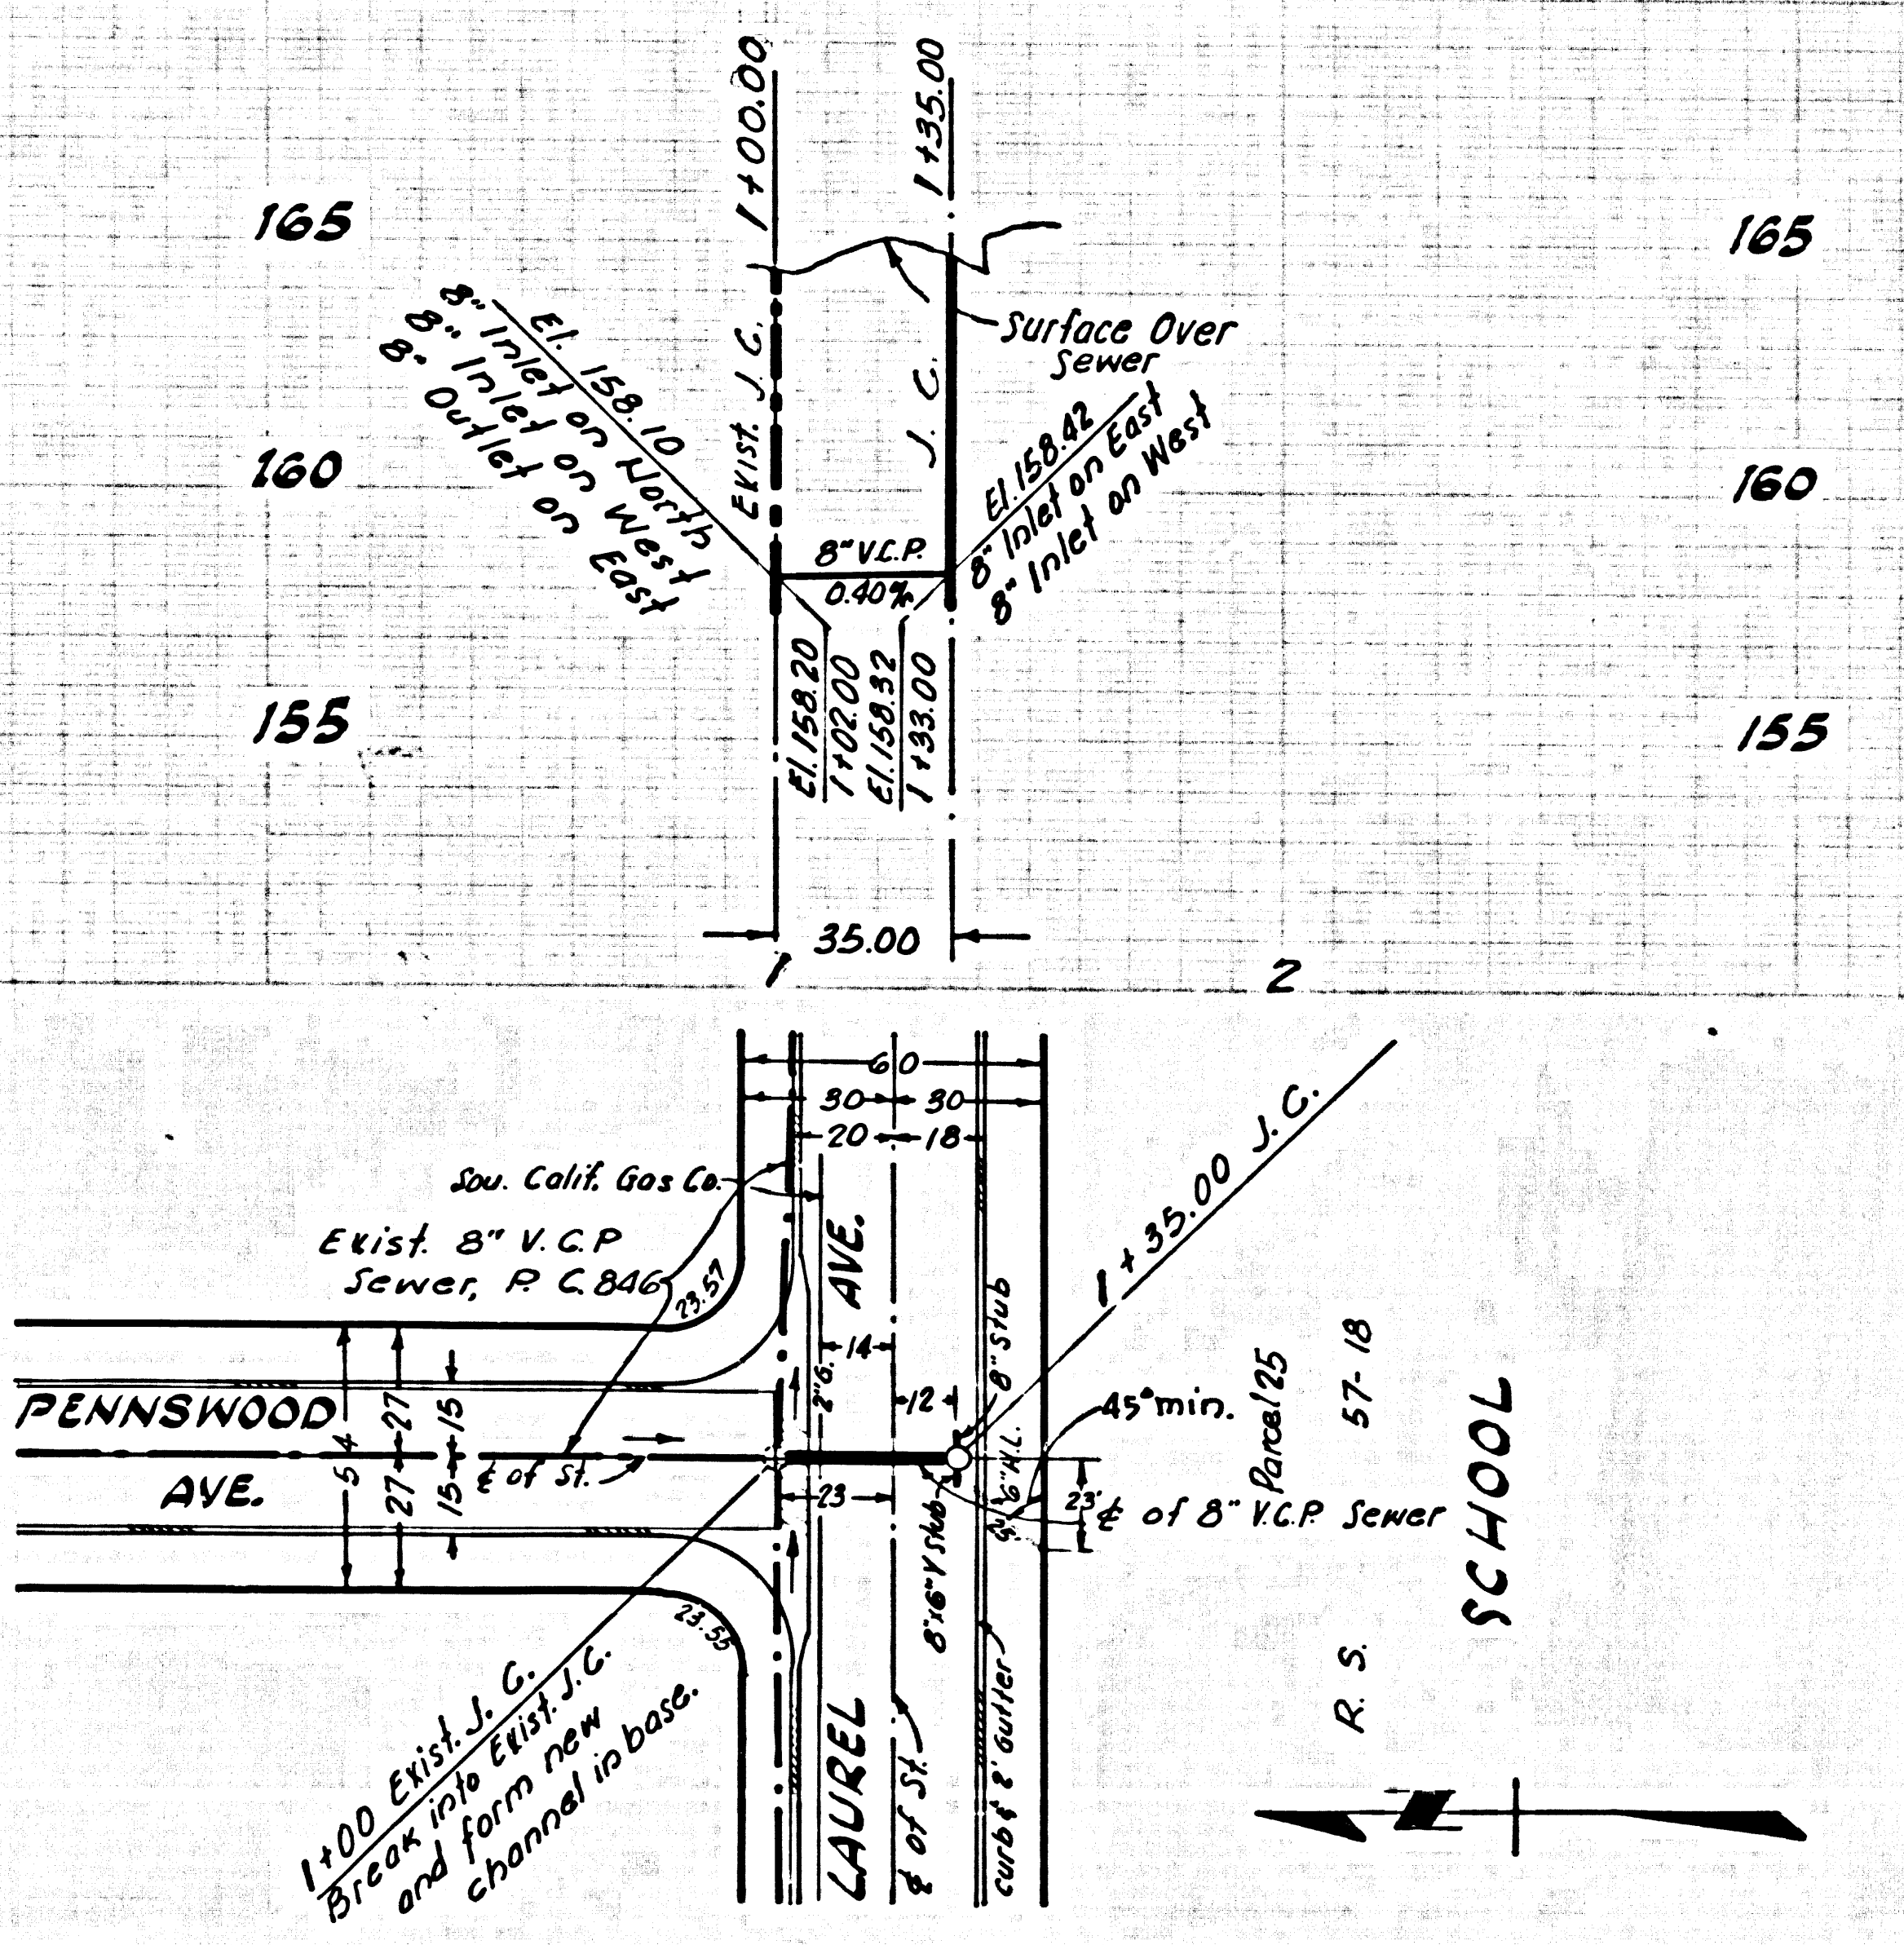 1+00.00
1+35.00
165
165
160
160
155
155
El. 158.10
8" Inlet on North
8" Inlet on West
8" Outlet on East
Exist. J. C.
J. C.
Surface Over
Sewer
El. 158.42
8" Inlet on East
8" Inlet on West
8" V.C.P.
0.40%
El. 158.20
1+02.00
El. 158.32
1+33.00
35.00
1
2
60
30
30
20
18
Sou. Calif. Gas Co.
Exist. 8" V.C.P
Sewer, P. C. 846
23.57
AVE.
14
2" G.
12
8" Stub
1+35.00 J.C.
45° min.
PENNSWOOD
AVE.
54
27
27
15
15
℄ of St.
23
6" H.L.
23'
℄ of 8" V.C.P. Sewer
Parcel 25
57-18
R. S.
SCHOOL
8"x6" Y Stub
23.55
1+00 Exist. J. C.
Break into Exist. J.C.
and form new
channel in base.
LAUREL
℄ of St.
Curb & 2' Gutter